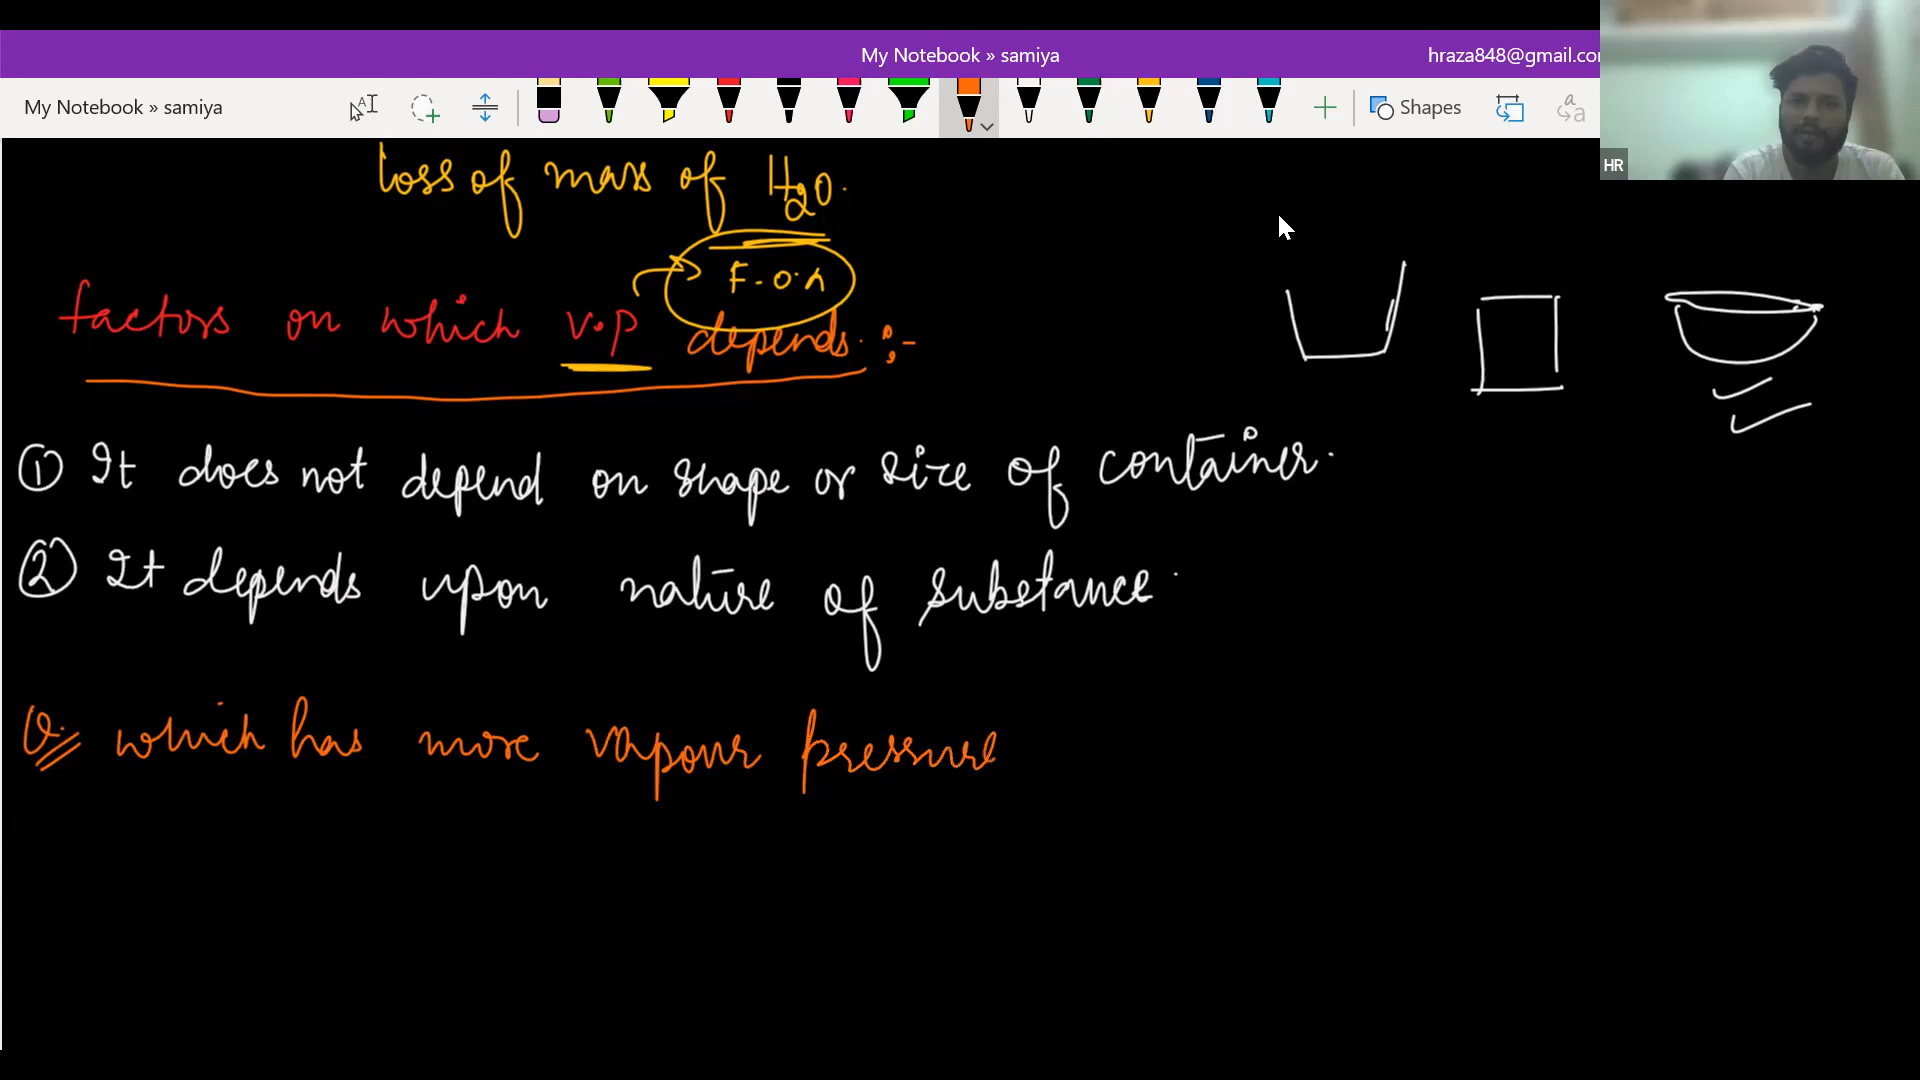 My Notebook » samiya
hraza848@gmail.co
My Notebook » samiya
Shapes
HR
loss of mass of H2O.
F.O.A
factors on which V.P depends :-
① It does not depend on shape or size of container.
② It depends upon nature of substance.
Q. which has more vapour pressure